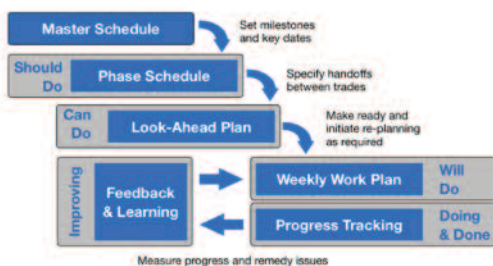 Master Schedule
Set milestones
and key dates
Should
Do
Phase Schedule
Specify handoffs
between trades
Can
Do
Look-Ahead Plan
Make ready and
initiate re-planning
as required
Improving
Feedback
& Learning
Weekly Work Plan
Will
Do
Progress Tracking
Doing
& Done
Measure progress and remedy issues